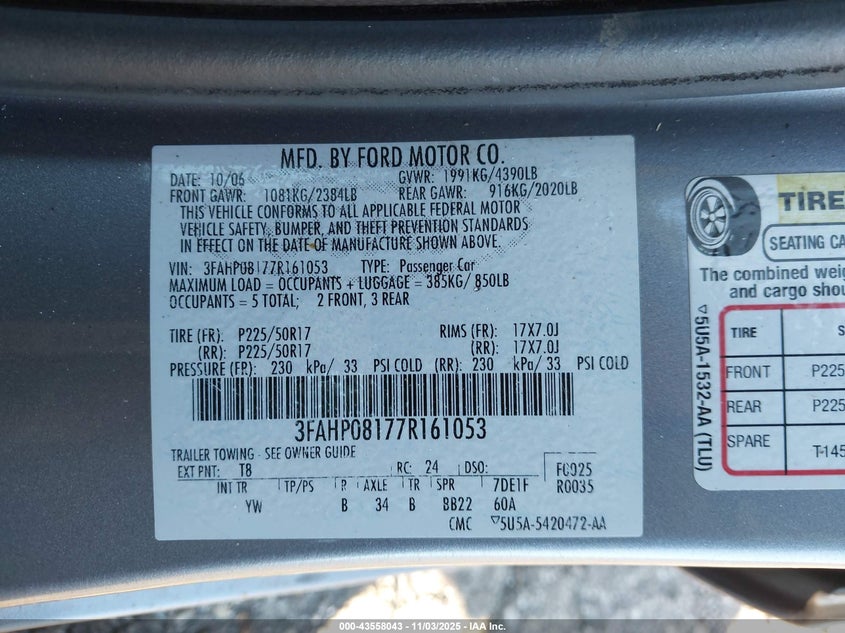 MFD. BY FORD MOTOR CO.
DATE: 10/06 GVWR: 1991KG/4390LB
FRONT GAWR: 1081KG/2384LB REAR GAWR: 916KG/2020LB
THIS VEHICLE CONFORMS TO ALL APPLICABLE FEDERAL MOTOR
VEHICLE SAFETY, BUMPER, AND THEFT PREVENTION STANDARDS
IN EFFECT ON THE DATE OF MANUFACTURE SHOWN ABOVE.
VIN: 3FAHP08177R161053 TYPE: Passenger Car
MAXIMUM LOAD = OCCUPANTS + LUGGAGE = 385KG/ 850LB
OCCUPANTS = 5 TOTAL; 2 FRONT, 3 REAR
TIRE (FR): P225/50R17 RIMS (FR): 17X7.0J
(RR): P225/50R17 (RR): 17X7.0J
PRESSURE (FR): 230 kPa/ 33 PSI COLD (RR): 230 kPa/ 33 PSI COLD
3FAHP08177R161053
TRAILER TOWING - SEE OWNER GUIDE
EXT PNT: T8 RC: 24 DSO: F0025
INT TR TP/PS R AXLE TR SPR 7DE1F R0035
YW B 34 B BB22 60A
CMC 5U5A-5420472-AA
5U5A-1532-AA (TLU)
TIRE
SEATING CA
The combined weig
and cargo shou
TIRE S
FRONT P225
REAR P225
SPARE T-145
000-43558043 - 11/03/2025 - IAA Inc.